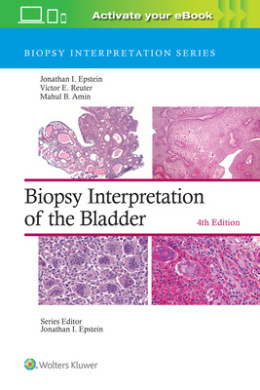 Activate your eBook
BIOPSY INTERPRETATION SERIES
Jonathan I. Epstein
Victor E. Reuter
Mahul B. Amin
Biopsy Interpretation
of the Bladder
4th Edition
Series Editor
Jonathan I. Epstein
Wolters Kluwer